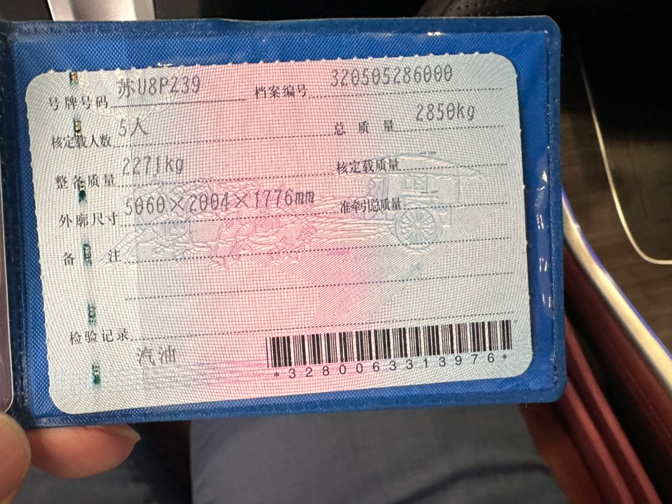 号牌号码 苏U8PZ39 档案编号 320505286000
核定载人数 5人 总质量 2850kg
整备质量 2271kg 核定载质量
外廓尺寸 5060×2004×1776mm 准牵引总质量
备注
检验记录
汽油
*3280063313976*